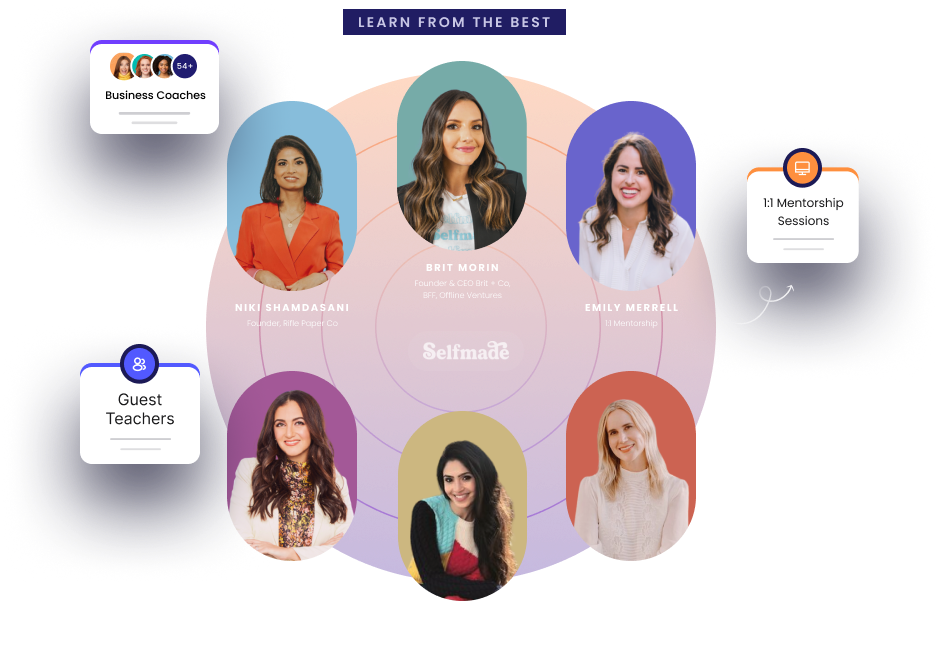 LEARN FROM THE BEST
54+
Business Coaches
1:1 Mentorship
Sessions
Selfma
BRIT MORIN
Founder & CEO Brit + Co,
BFF, Offline Ventures
NIKI SHAMDASANI
Founder, Rifle Paper Co
EMILY MERRELL
1:1 Mentorship
Selfmade
Guest
Teachers